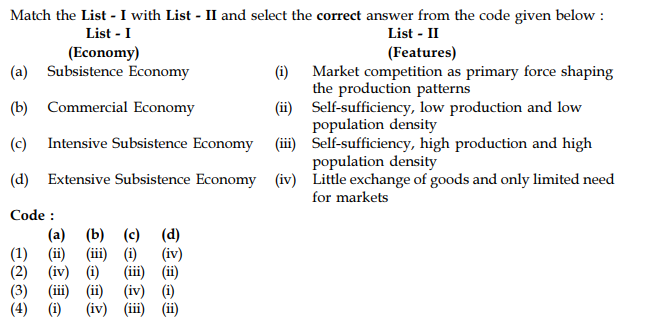 Match the List - I with List - II and select the correct answer from the code given below :
List - I List - II
(Economy) (Features)
(a) Subsistence Economy (i) Market competition as primary force shaping
the production patterns
(b) Commercial Economy (ii) Self-sufficiency, low production and low
population density
(c) Intensive Subsistence Economy (iii) Self-sufficiency, high production and high
population density
(d) Extensive Subsistence Economy (iv) Little exchange of goods and only limited need
for markets
Code :
(a) (b) (c) (d)
(1) (ii) (iii) (i) (iv)
(2) (iv) (i) (iii) (ii)
(3) (iii) (ii) (iv) (i)
(4) (i) (iv) (iii) (ii)